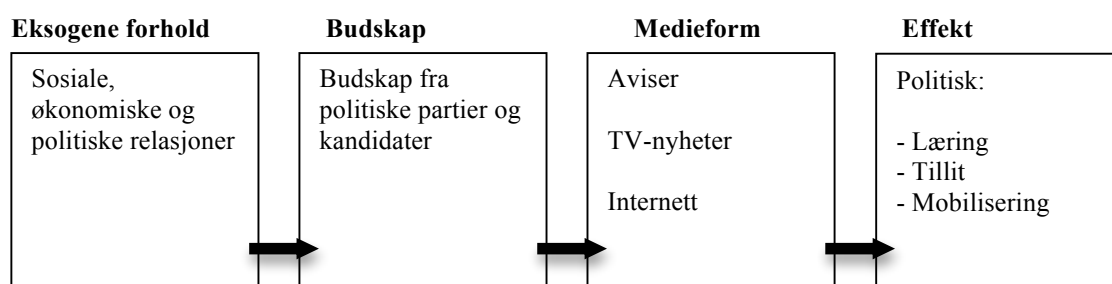 Eksogene forhold
Budskap
Medieform
Effekt
Sosiale,
økonomiske og
politiske relasjoner
Budskap fra
politiske partier og
kandidater
Aviser
TV-nyheter
Internett
Politisk:
- Læring
- Tillit
- Mobilisering